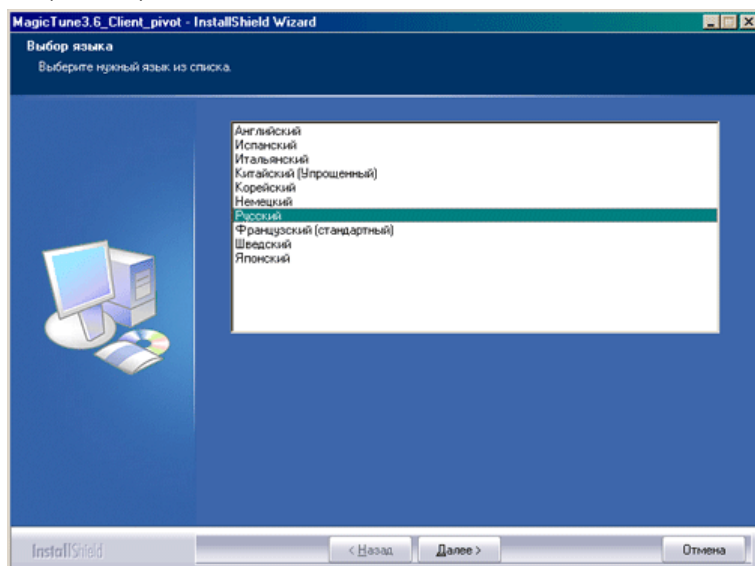 MagicTune3.6_Client_pivot - InstallShield Wizard
Выбор языка
Выберите нужный язык из списка.
Английский
Испанский
Итальянский
Китайский (Упрощенный)
Корейский
Немецкий
Русский
Французский (стандартный)
Шведский
Японский
InstallShield
< Назад Далее > Отмена